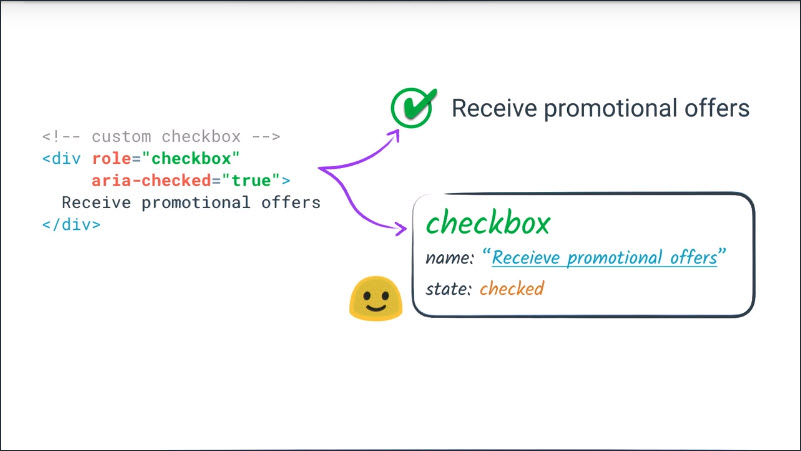 <!-- custom checkbox -->
<div role="checkbox"
aria-checked="true">
Receive promotional offers
</div>
Receive promotional offers
checkbox
name: “Receieve promotional offers”
state: checked